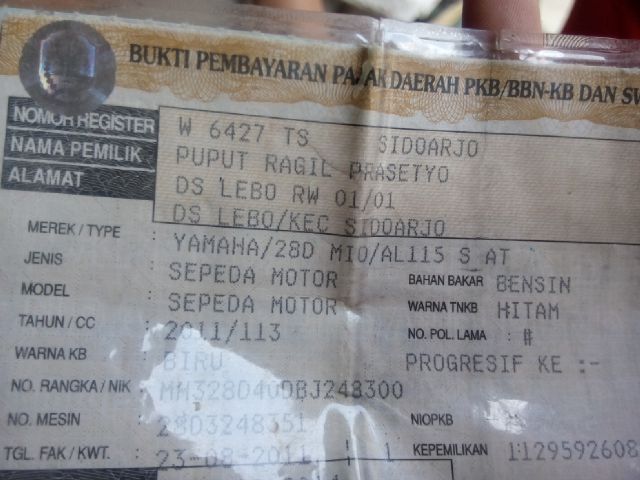 BUKTI PEMBAYARAN PAJAK DAERAH PKB/BBN-KB DAN SW
NOMOR REGISTER W 6427 TS SIDOARJO
NAMA PEMILIK PUPUT RAGIL PRASETYO
ALAMAT DS LEBO RW 01/01
DS LEBO/KEC SIDOARJO
MEREK / TYPE : YAMAHA/28D MIO/AL115 S AT
JENIS : SEPEDA MOTOR BAHAN BAKAR : BENSIN
MODEL : SEPEDA MOTOR WARNA TNKB : HITAM
TAHUN / CC : 2011/113 NO. POL. LAMA : #
WARNA KB : BIRU PROGRESIF KE :-
NO. RANGKA / NIK :
NO. MESIN : NIOPKB
TGL. FAK / KWT. : 23-08-2011 / 1 KEPEMILIKAN :1129592608